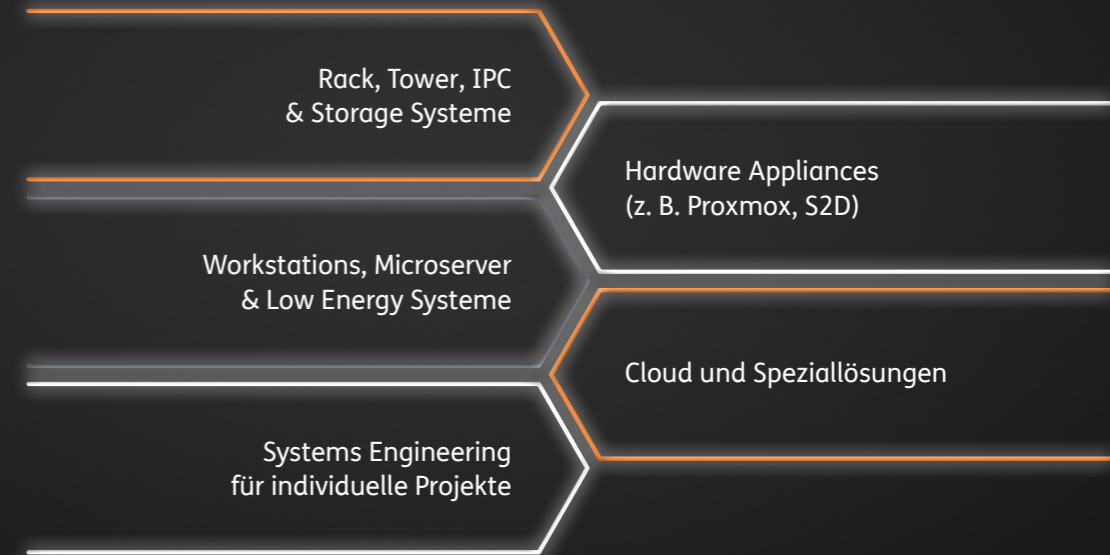 Rack, Tower, IPC
& Storage Systeme
Hardware Appliances
(z. B. Proxmox, S2D)
Workstations, Microserver
& Low Energy Systeme
Cloud und Speziallösungen
Systems Engineering
für individuelle Projekte